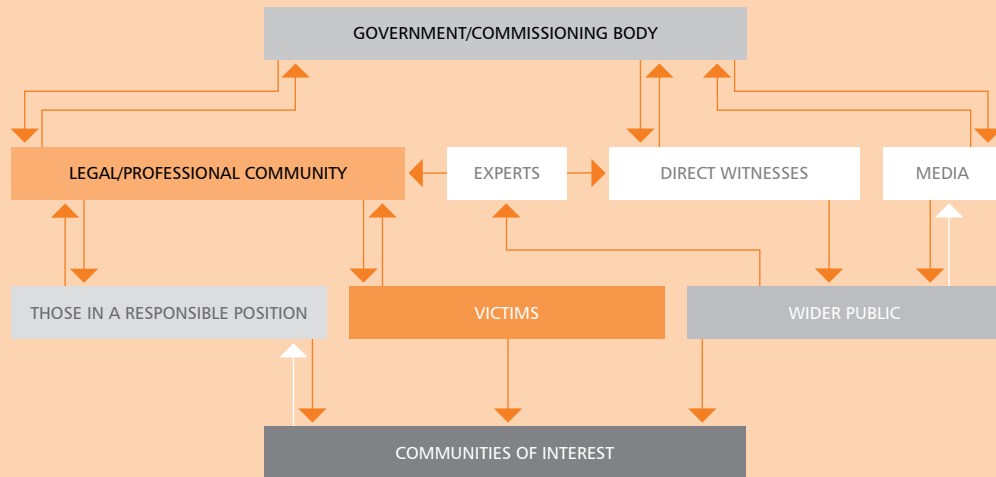 GOVERNMENT/COMMISSIONING BODY
LEGAL/PROFESSIONAL COMMUNITY
EXPERTS
DIRECT WITNESSES
MEDIA
THOSE IN A RESPONSIBLE POSITION
VICTIMS
WIDER PUBLIC
COMMUNITIES OF INTEREST